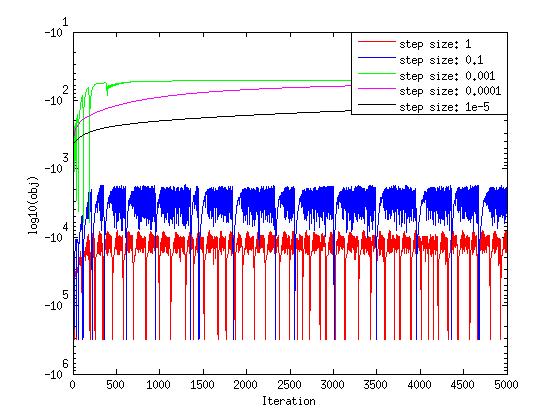 -10^1
-10^2
-10^3
-10^4
-10^5
-10^6
log10(obj)
step size: 1
step size: 0.1
step size: 0.001
step size: 0.0001
step size: 1e-5
0 500 1000 1500 2000 2500 3000 3500 4000 4500 5000
Iteration